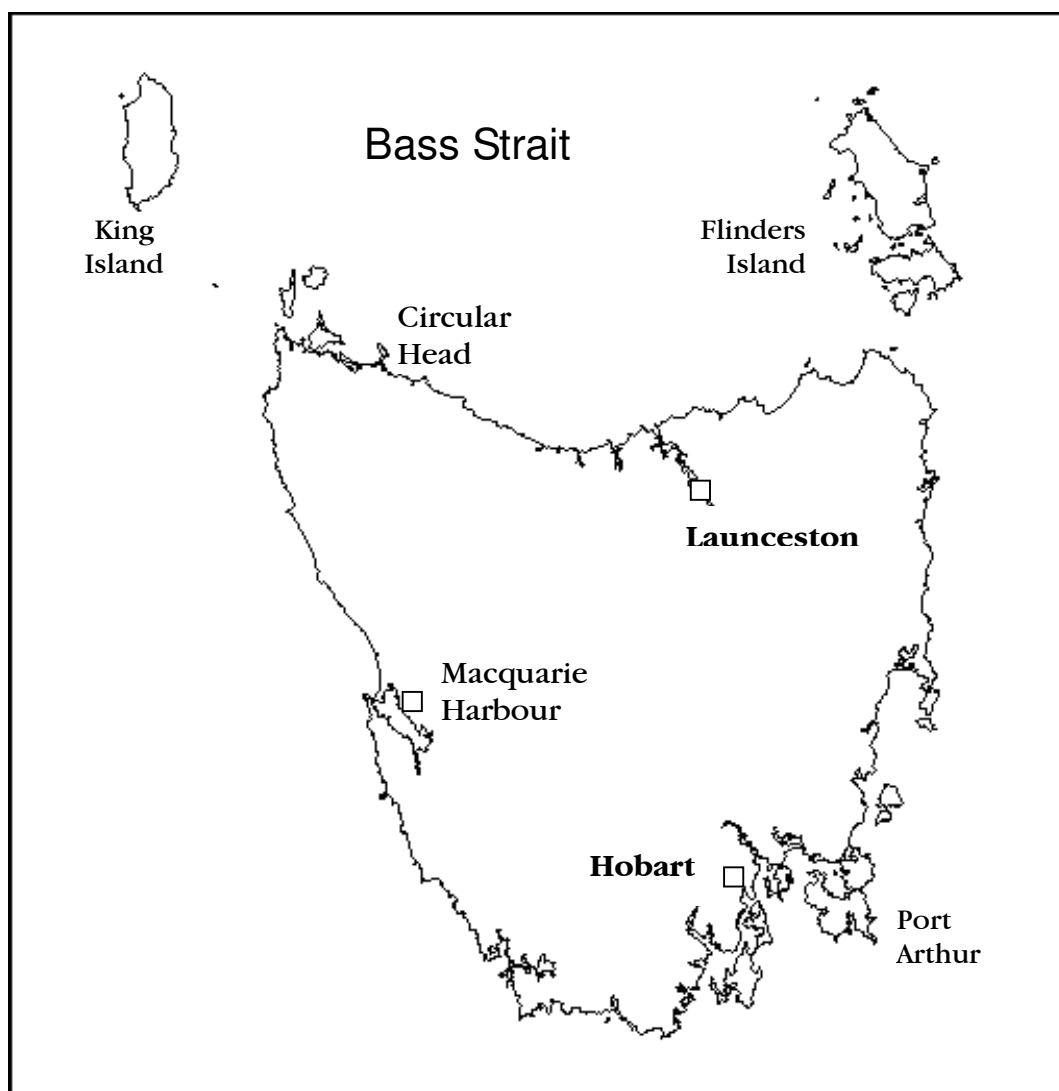 Bass Strait
King
Island
Flinders
Island
Circular
Head
Launceston
Macquarie
Harbour
Hobart
Port
Arthur